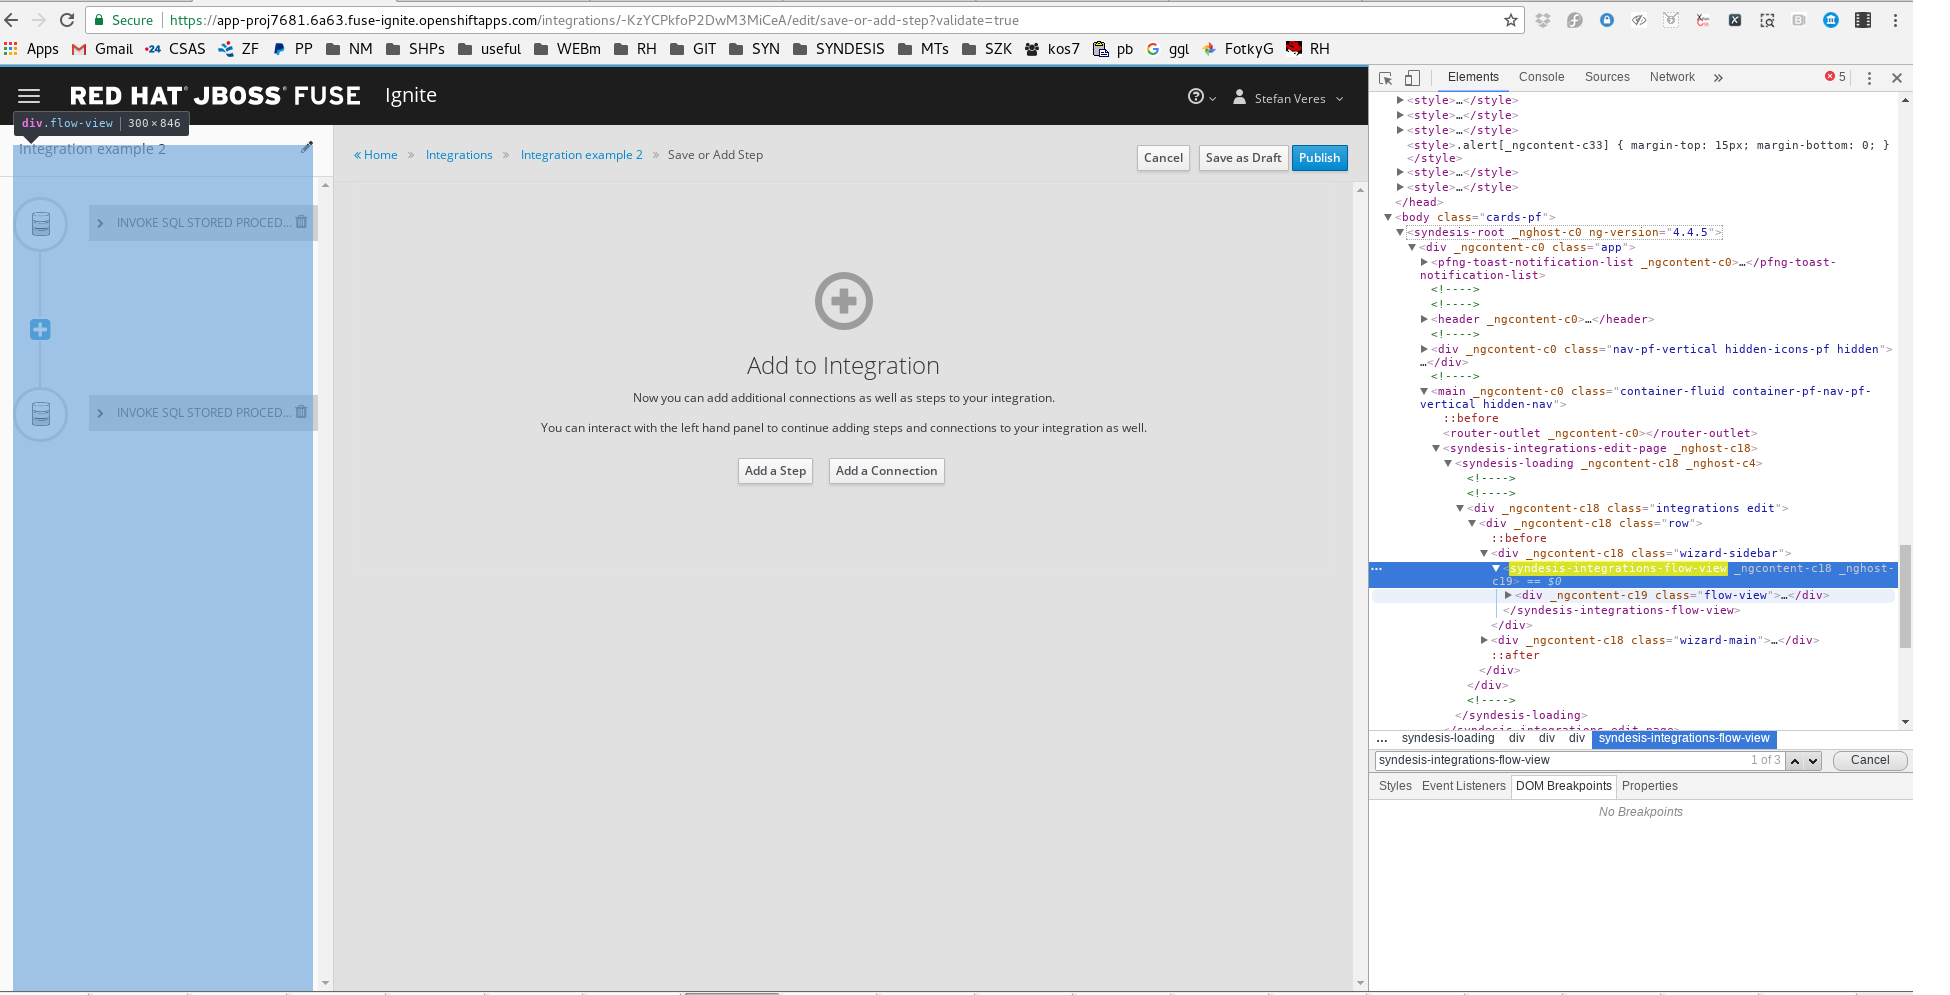 Secure https://app-proj7681.6a63.fuse-ignite.openshiftapps.com/integrations/-KzYCPkfoP2DwM3MiCeA/edit/save-or-add-step?validate=true
Apps Gmail +24 CSAS ZF PP NM SHPs useful WEBm RH GIT SYN SYNDESIS MTs SZK kos7 pb ggl FotkyG RH
RED HAT JBOSS FUSE Ignite
Stefan Veres
div.flow-view 300×846
Integration example 2
« Home » Integrations » Integration example 2 » Save or Add Step
Cancel Save as Draft Publish
INVOKE SQL STORED PROCED...
INVOKE SQL STORED PROCED...
Add to Integration
Now you can add additional connections as well as steps to your integration.
You can interact with the left hand panel to continue adding steps and connections to your integration as well.
Add a Step Add a Connection
Elements Console Sources Network » 5
<style>…</style>
<style>…</style>
<style>…</style>
<style>.alert[_ngcontent-c33] { margin-top: 15px; margin-bottom: 0; }
</style>
<style>…</style>
<style>…</style>
</head>
<body class="cards-pf">
<syndesis-root _nghost-c0 ng-version="4.4.5">
<div _ngcontent-c0 class="app">
<pfng-toast-notification-list _ngcontent-c0>…</pfng-toast-
notification-list>
<!---->
<!---->
<header _ngcontent-c0>…</header>
<!---->
<div _ngcontent-c0 class="nav-pf-vertical hidden-icons-pf hidden">
…</div>
<!---->
<main _ngcontent-c0 class="container-fluid container-pf-nav-pf-
vertical hidden-nav">
::before
<router-outlet _ngcontent-c0></router-outlet>
<syndesis-integrations-edit-page _nghost-c18>
<syndesis-loading _ngcontent-c18 _nghost-c4>
<!---->
<!---->
<div _ngcontent-c18 class="integrations edit">
<div _ngcontent-c18 class="row">
::before
<div _ngcontent-c18 class="wizard-sidebar">
<syndesis-integrations-flow-view _ngcontent-c18 _nghost-
c19> == $0
<div _ngcontent-c19 class="flow-view">…</div>
</syndesis-integrations-flow-view>
</div>
<div _ngcontent-c18 class="wizard-main">…</div>
::after
</div>
</div>
<!---->
</syndesis-loading>
</syndesis-integrations-edit-page>
... syndesis-loading div div div syndesis-integrations-flow-view
syndesis-integrations-flow-view 1 of 3 Cancel
Styles Event Listeners DOM Breakpoints Properties
No Breakpoints